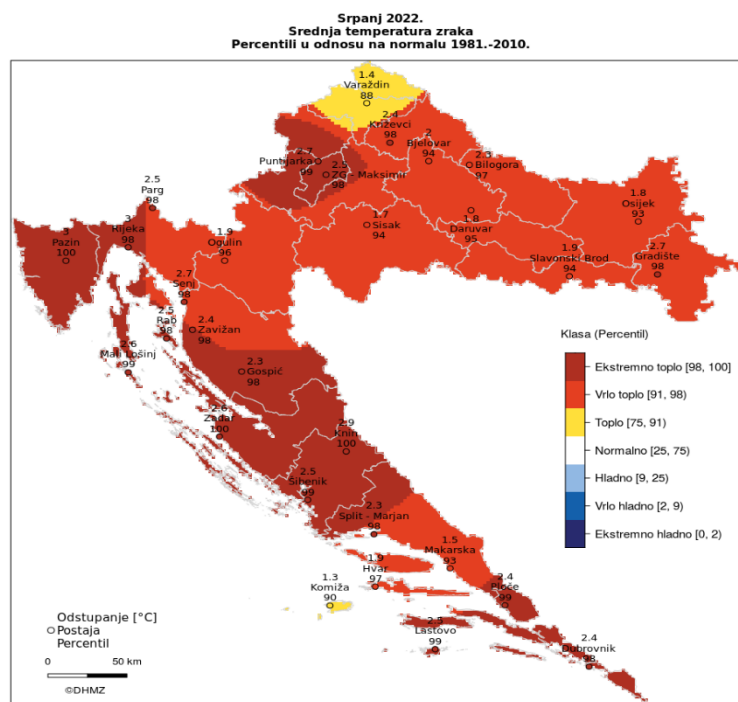 Srpanj 2022.
Srednja temperatura zraka
Percentili u odnosu na normalu 1981.-2010.
1.4
Varaždin
88
2.4
Križevci
98
2
Bjelovar
94
2.7
Puntijarka
99
2.5
ZG - Maksimir
98
2.3
Bilogora
97
2.5
Parg
98
1.8
Osijek
93
3
Pazin
100
3
Rijeka
98
1.9
Ogulin
96
1.7
Sisak
94
1.8
Daruvar
95
1.9
Slavonski Brod
94
2.7
Gradište
98
2.7
Senj
98
2.5
Rab
98
2.4
Zavižan
98
2.6
Mali Lošinj
99
2.3
Gospić
98
2.6
Zadar
100
2.9
Knin
100
2.5
Šibenik
99
2.3
Split - Marjan
98
1.5
Makarska
93
1.9
Hvar
97
1.3
Komiža
90
2.4
Ploče
99
2.5
Lastovo
99
2.4
Dubrovnik
98
Klasa (Percentil)
Ekstremno toplo [98, 100]
Vrlo toplo [91, 98)
Toplo [75, 91)
Normalno [25, 75)
Hladno [9, 25)
Vrlo hladno [2, 9)
Ekstremno hladno [0, 2)
Odstupanje [°C]
Postaja
Percentil
0 50 km
©DHMZ